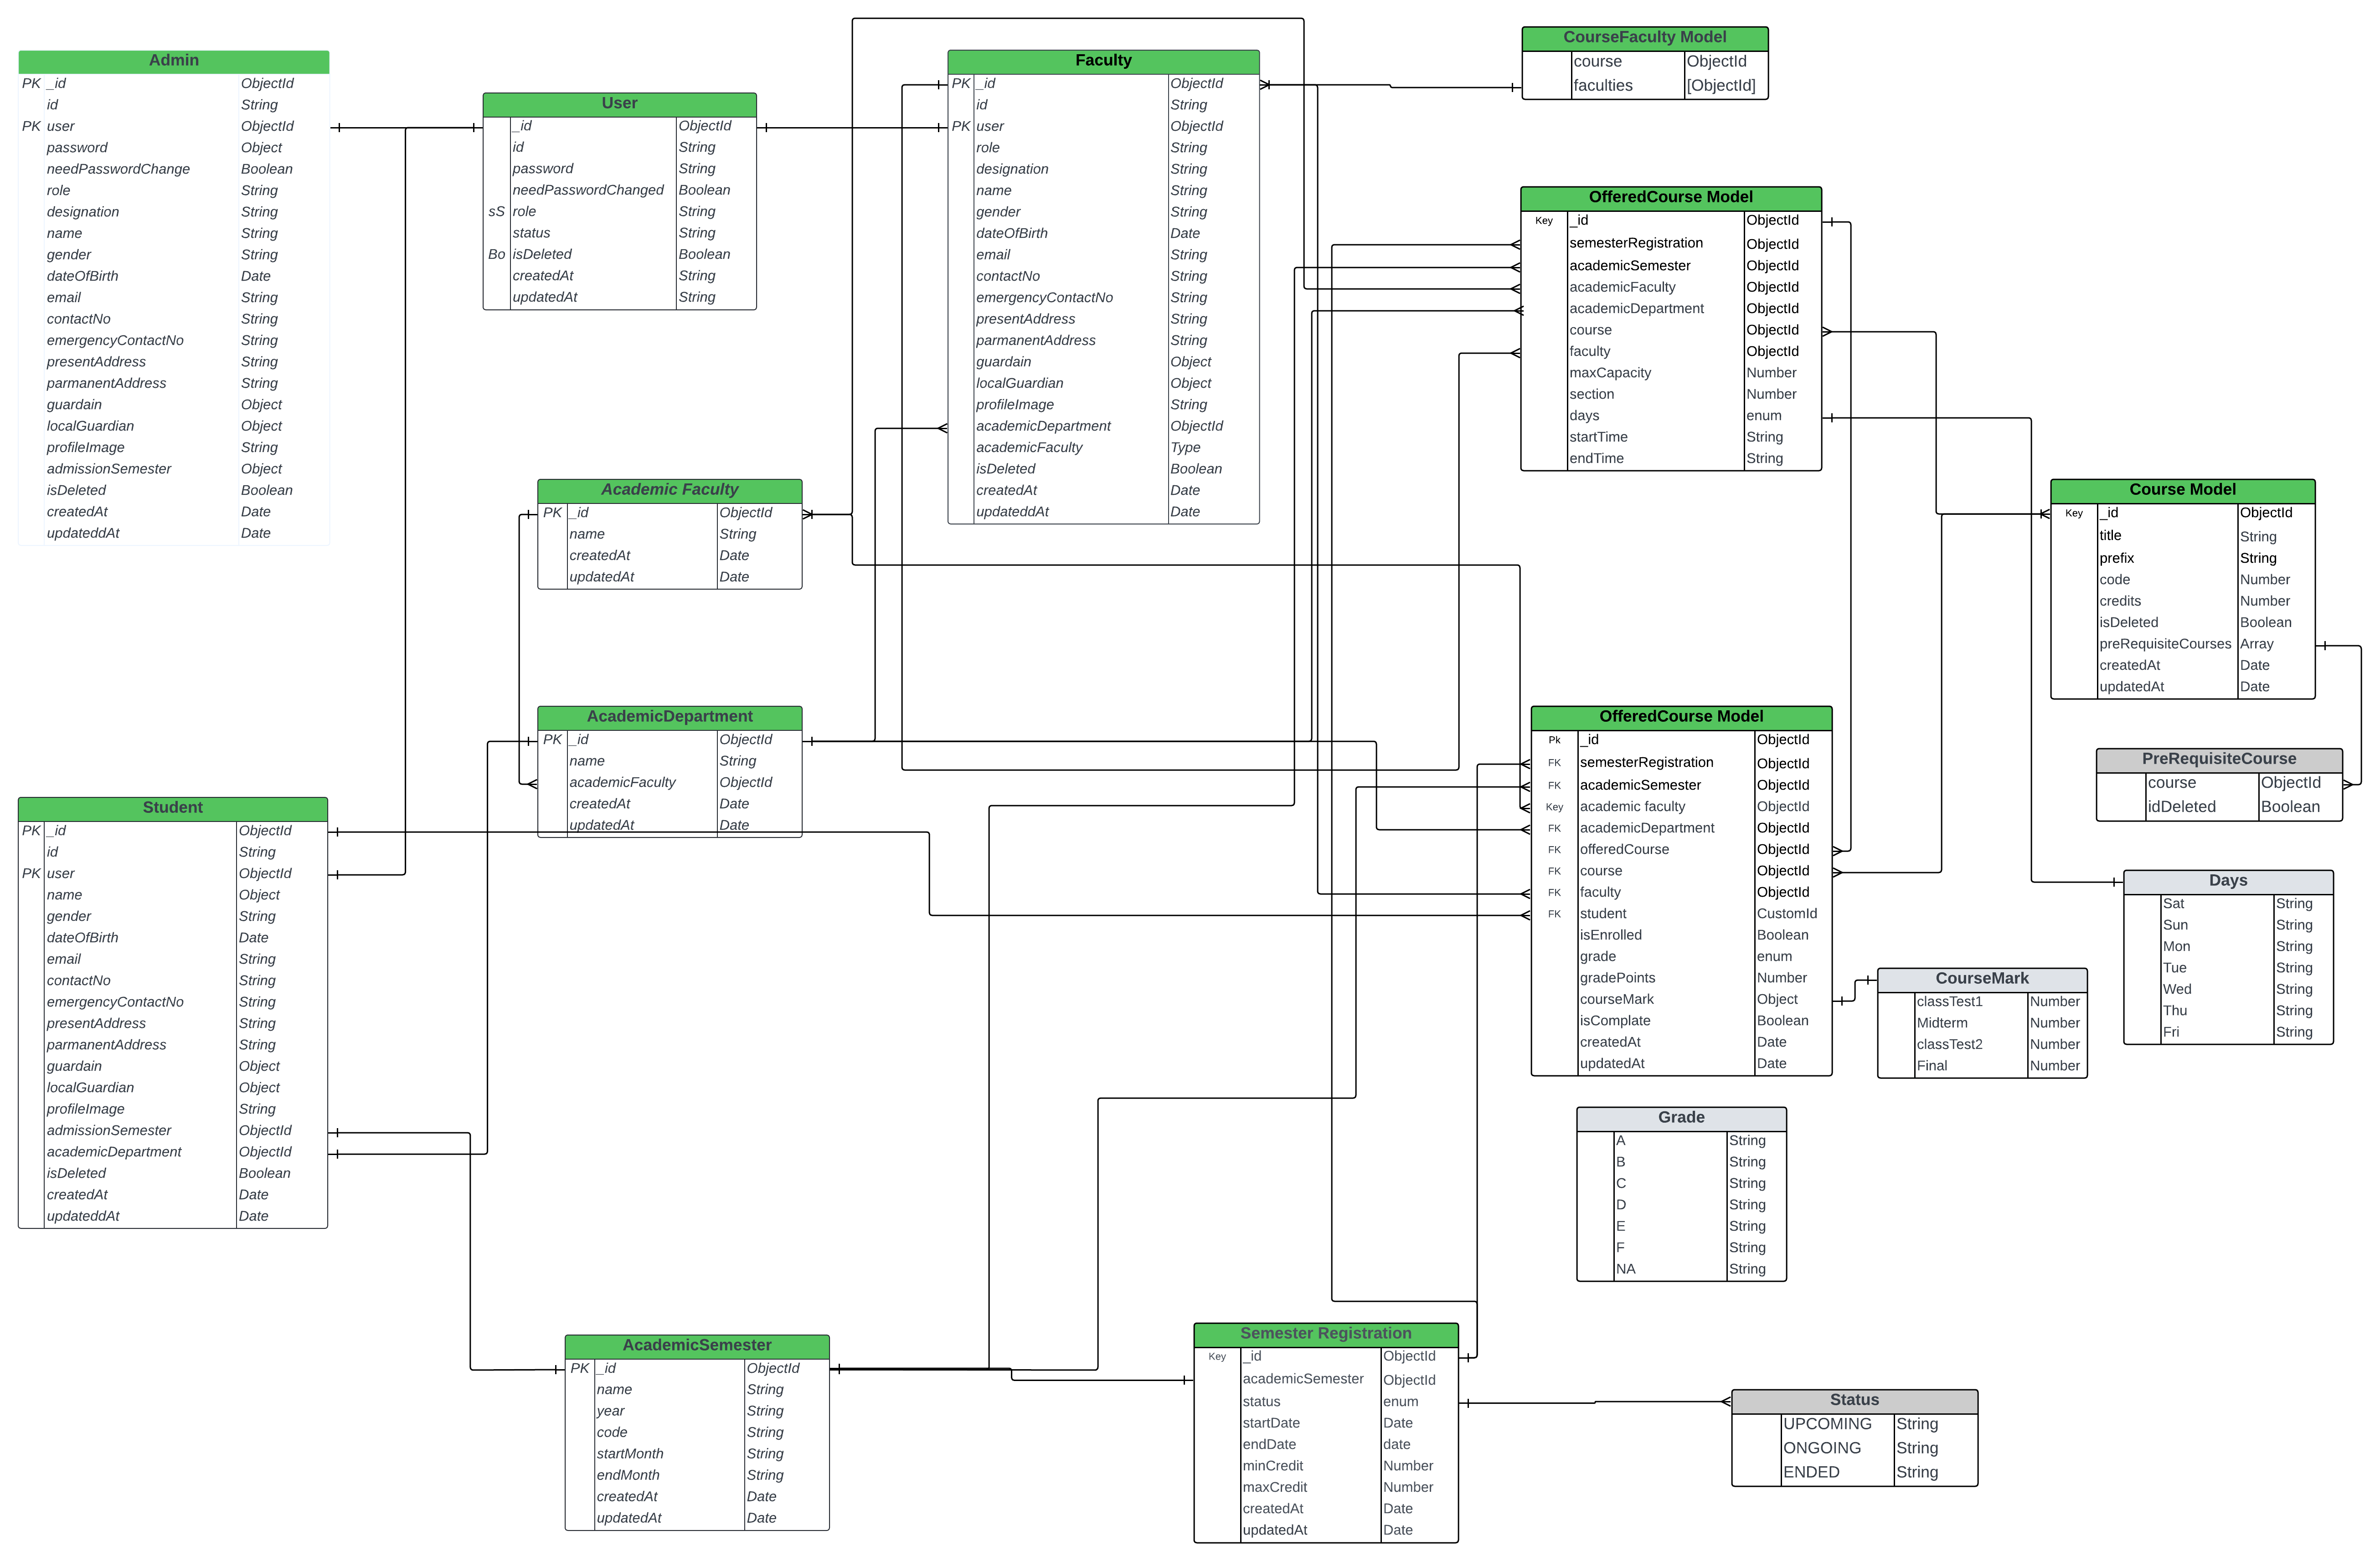 Admin
PK _id ObjectId
id String
PK user ObjectId
password Object
needPasswordChange Boolean
role String
designation String
name String
gender String
dateOfBirth Date
email String
contactNo String
emergencyContactNo String
presentAddress String
parmanentAddress String
guardain Object
localGuardian Object
profileImage String
admissionSemester Object
isDeleted Boolean
createdAt Date
updateddAt Date
User
_id ObjectId
id String
password String
needPasswordChanged Boolean
sS role String
status String
Bo isDeleted Boolean
createdAt String
updatedAt String
Faculty
PK _id ObjectId
id String
PK user ObjectId
role String
designation String
name String
gender String
dateOfBirth Date
email String
contactNo String
emergencyContactNo String
presentAddress String
parmanentAddress String
guardain Object
localGuardian Object
profileImage String
academicDepartment ObjectId
academicFaculty Type
isDeleted Boolean
createdAt Date
updateddAt Date
CourseFaculty Model
course ObjectId
faculties [ObjectId]
OfferedCourse Model
Key _id ObjectId
semesterRegistration ObjectId
academicSemester ObjectId
academicFaculty ObjectId
academicDepartment ObjectId
course ObjectId
faculty ObjectId
maxCapacity Number
section Number
days enum
startTime String
endTime String
Academic Faculty
PK _id ObjectId
name String
createdAt Date
updatedAt Date
Course Model
Key _id ObjectId
title String
prefix String
code Number
credits Number
isDeleted Boolean
preRequisiteCourses Array
createdAt Date
updatedAt Date
AcademicDepartment
PK _id ObjectId
name String
academicFaculty ObjectId
createdAt Date
updatedAt Date
OfferedCourse Model
Pk _id ObjectId
FK semesterRegistration ObjectId
FK academicSemester ObjectId
Key academic faculty ObjectId
FK academicDepartment ObjectId
FK offeredCourse ObjectId
FK course ObjectId
FK faculty ObjectId
FK student CustomId
isEnrolled Boolean
grade enum
gradePoints Number
courseMark Object
isComplate Boolean
createdAt Date
updatedAt Date
PreRequisiteCourse
course ObjectId
idDeleted Boolean
Student
PK _id ObjectId
id String
PK user ObjectId
name Object
gender String
dateOfBirth Date
email String
contactNo String
emergencyContactNo String
presentAddress String
parmanentAddress String
guardain Object
localGuardian Object
profileImage String
admissionSemester ObjectId
academicDepartment ObjectId
isDeleted Boolean
createdAt Date
updateddAt Date
Days
Sat String
Sun String
Mon String
Tue String
Wed String
Thu String
Fri String
CourseMark
classTest1 Number
Midterm Number
classTest2 Number
Final Number
Grade
A String
B String
C String
D String
E String
F String
NA String
AcademicSemester
PK _id ObjectId
name String
year String
code String
startMonth String
endMonth String
createdAt Date
updatedAt Date
Semester Registration
Key _id ObjectId
academicSemester ObjectId
status enum
startDate Date
endDate date
minCredit Number
maxCredit Number
createdAt Date
updatedAt Date
Status
UPCOMING String
ONGOING String
ENDED String